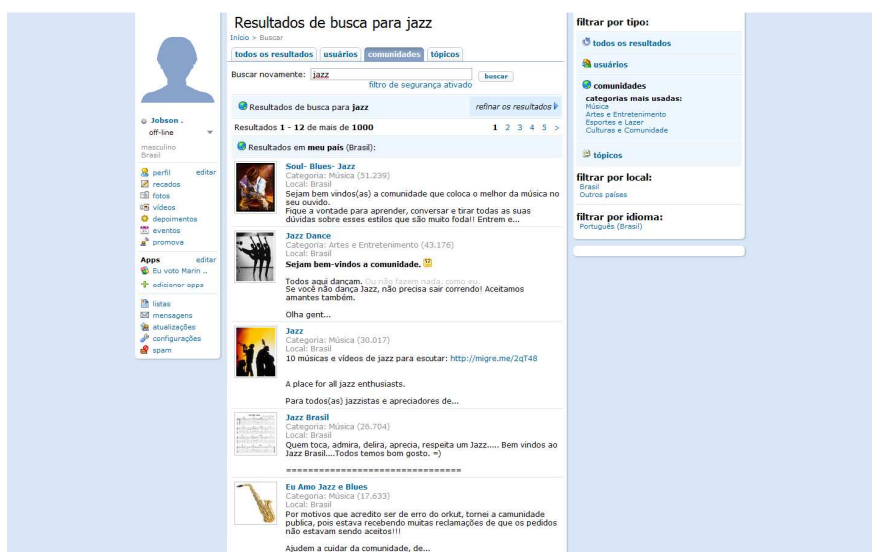 Jobson .
off-line
masculino
Brasil
perfil editar
recados
fotos
vídeos
depoimentos
eventos
promova
Apps editar
Eu voto Marin ..
adicionar apps
listas
mensagens
atualizações
configurações
spam
Resultados de busca para jazz
Início > Buscar
todos os resultados usuários comunidades tópicos
Buscar novamente: jazz buscar
filtro de segurança ativado
Resultados de busca para jazz refinar os resultados
Resultados 1 - 12 de mais de 1000 1 2 3 4 5 >
Resultados em meu país (Brasil):
Soul- Blues- Jazz
Categoria: Música (51.239)
Local: Brasil
Sejam bem vindos(as) a comunidade que coloca o melhor da música no
seu ouvido.
Fique a vontade para aprender, conversar e tirar todas as suas
dúvidas sobre esses estilos que são muito foda!! Entrem e...
Jazz Dance
Categoria: Artes e Entretenimento (43.176)
Local: Brasil
Sejam bem-vindos a comunidade.
Todos aqui dançam. Ou não fazem nada, como eu.
Se você não dança Jazz, não precisa sair correndo! Aceitamos
amantes também.
Olha gent...
Jazz
Categoria: Música (30.017)
Local: Brasil
10 músicas e vídeos de jazz para escutar: http://migre.me/2qT48
A place for all jazz enthusiasts.
Para todos(as) jazzistas e apreciadores de...
Jazz Brasil
Categoria: Música (26.704)
Local: Brasil
Quem toca, admira, delira, aprecia, respeita um Jazz..... Bem vindos ao
Jazz Brasil....Todos temos bom gosto. =)
=================================
Eu Amo Jazz e Blues
Categoria: Música (17.633)
Local: Brasil
Por motivos que acredito ser de erro do orkut, tornei a camunidade
publica, pois estava recebendo muitas reclamações de que os pedidos
não estavam sendo aceitos!!!
Ajudem a cuidar da comunidade, de...
filtrar por tipo:
todos os resultados
usuários
comunidades
categorias mais usadas:
Música
Artes e Entretenimento
Esportes e Lazer
Culturas e Comunidade
tópicos
filtrar por local:
Brasil
Outros países
filtrar por idioma:
Português (Brasil)